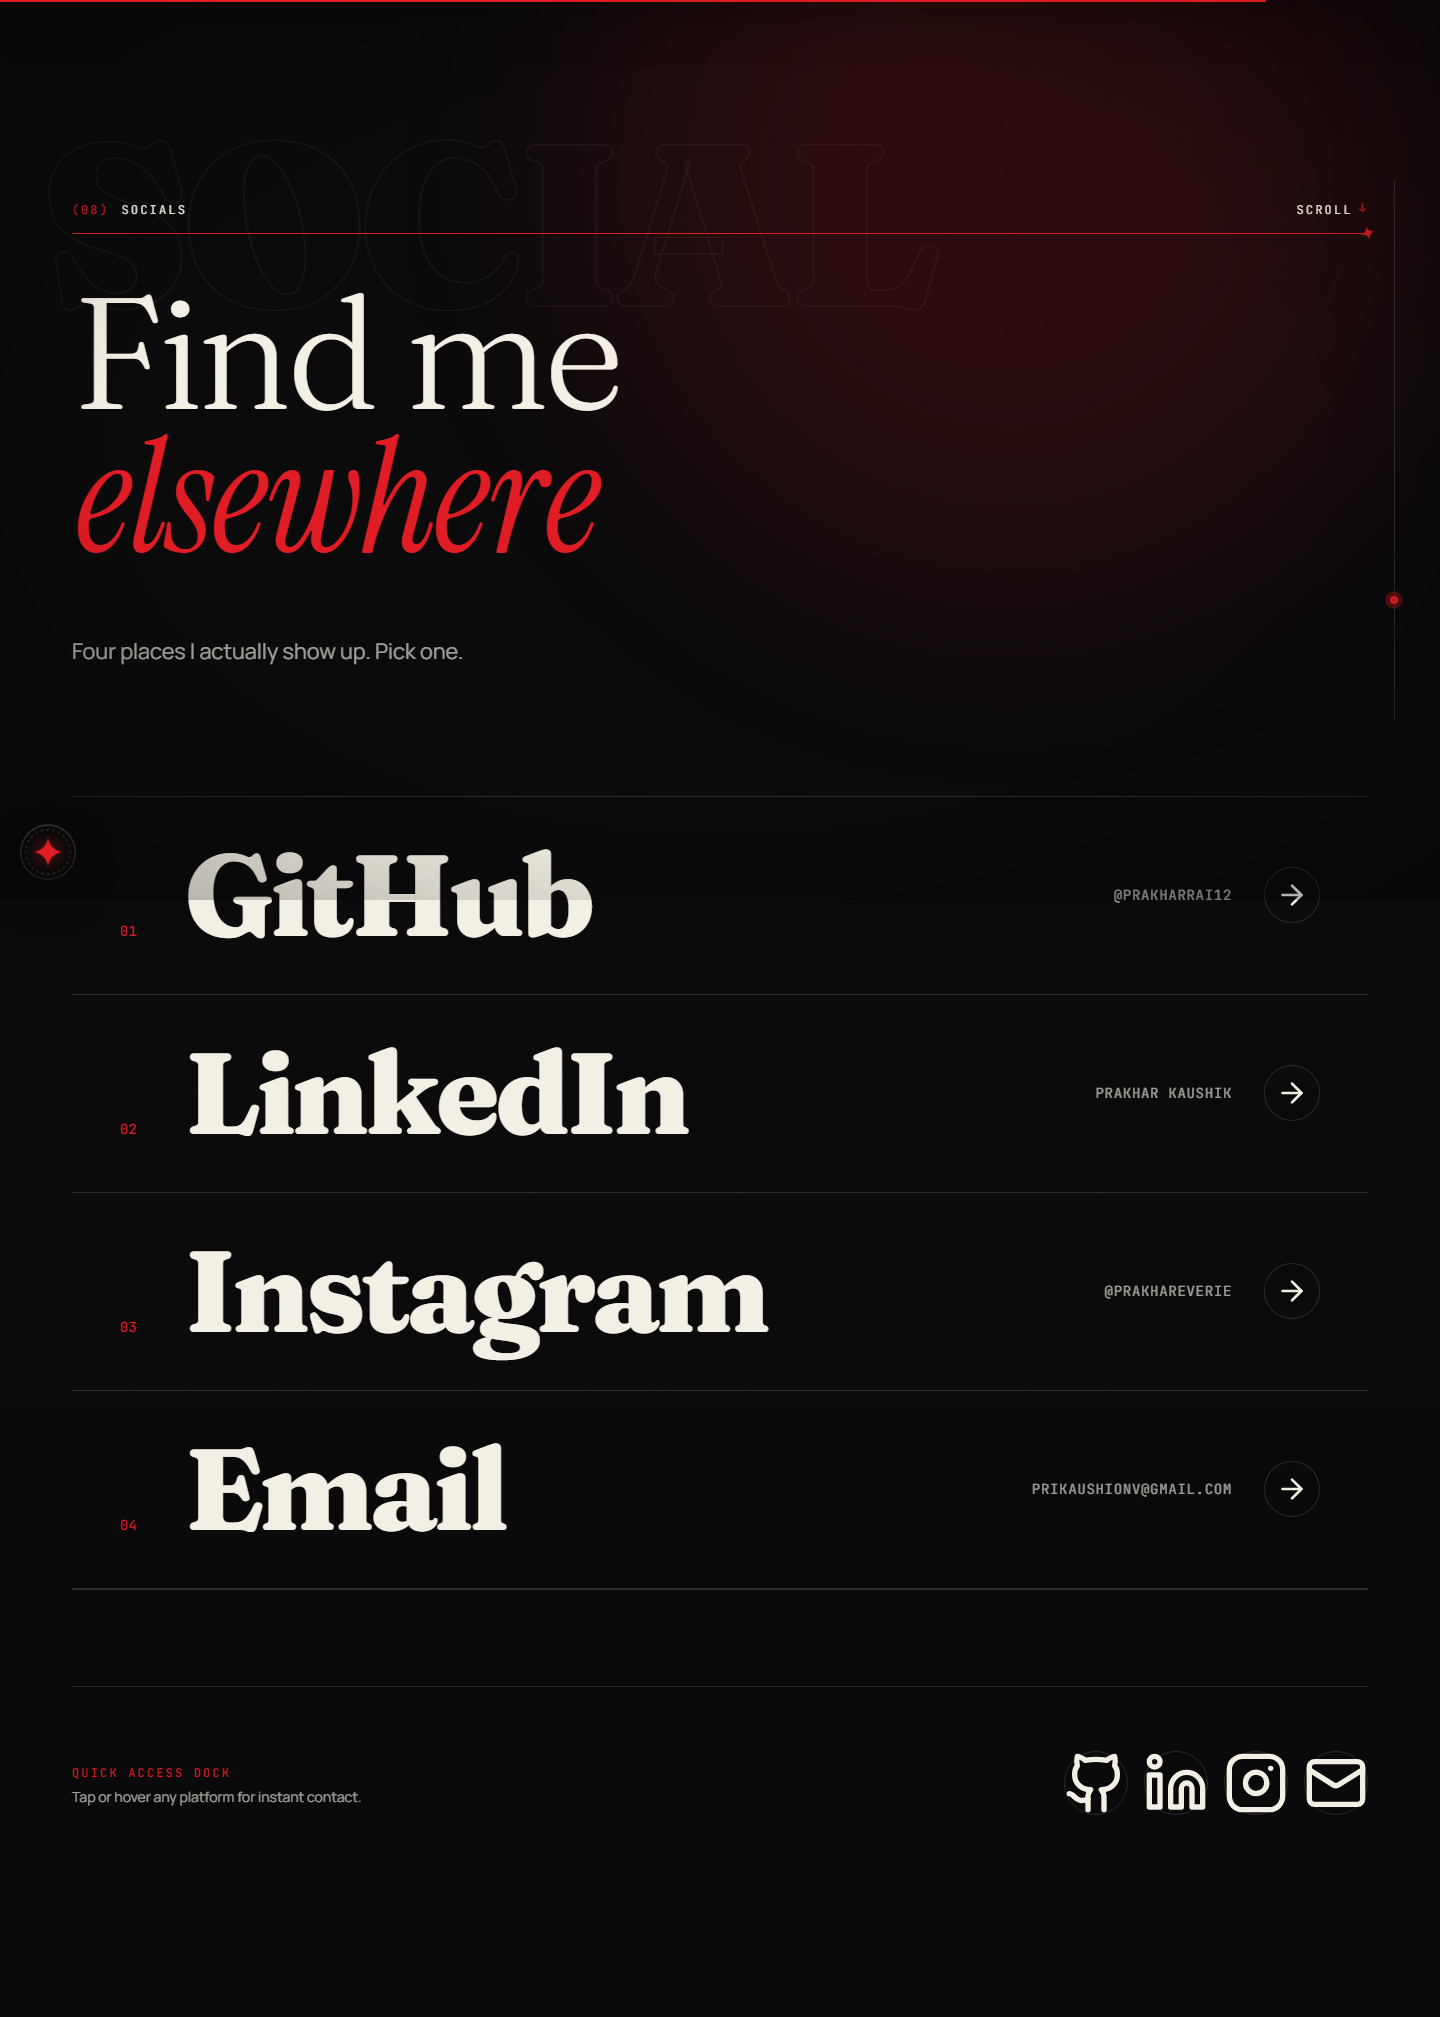 SOCIAL
(08) SOCIALS
SCROLL ↓
Find me
elsewhere
Four places I actually show up. Pick one.
01 GitHub @PRAKHARRAI12 →
02 LinkedIn PRAKHAR KAUSHIK →
03 Instagram @PRAKHAREVERIE →
04 Email PRIKAUSHIONV@GMAIL.COM →
QUICK ACCESS DOCK
Tap or hover any platform for instant contact.